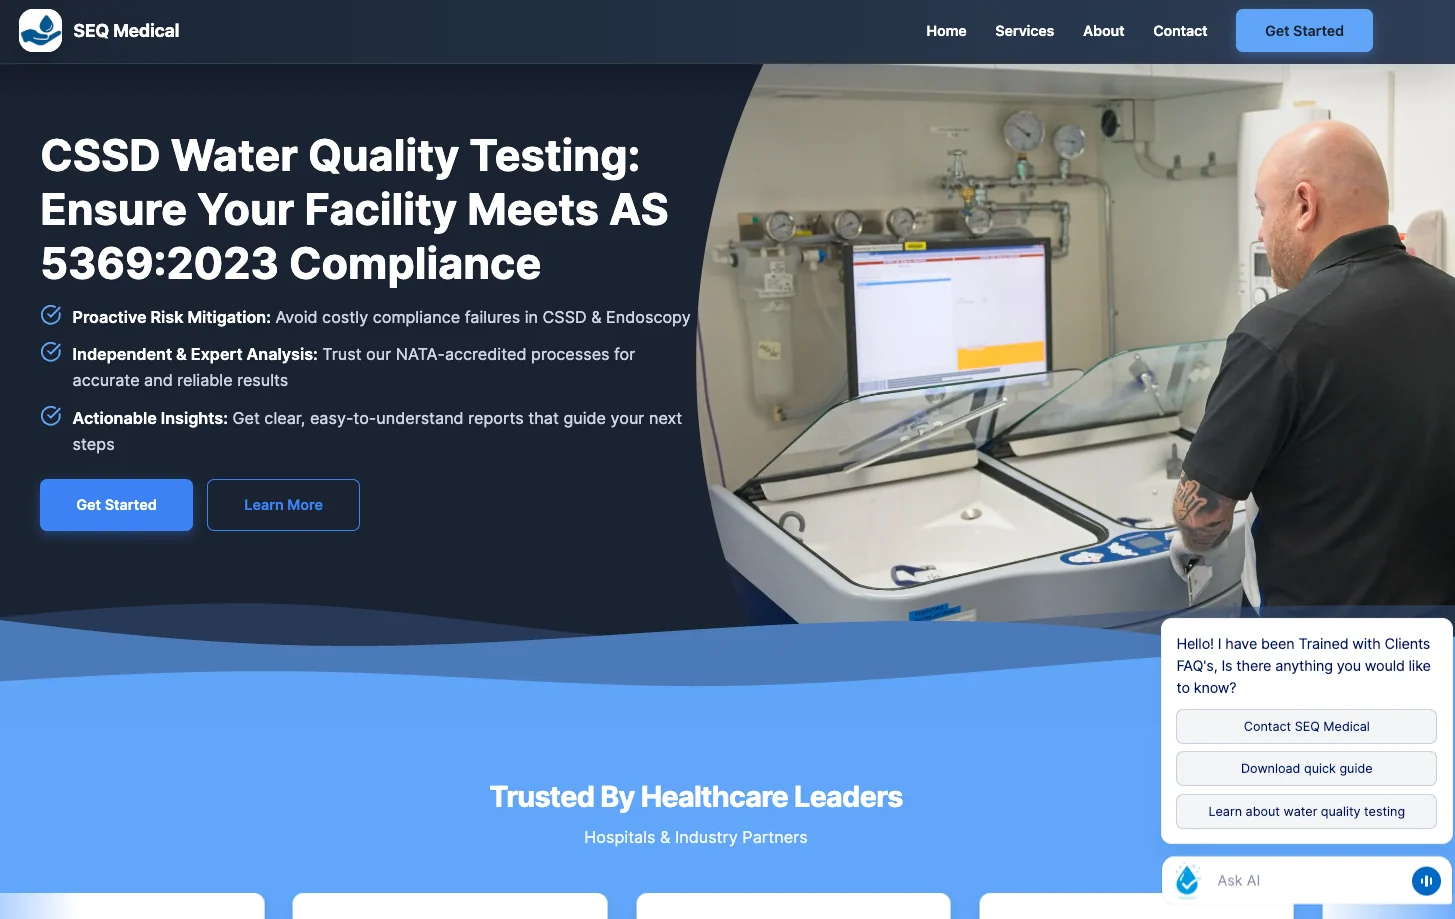 SEQ Medical
Home
Services
About
Contact
Get Started
CSSD Water Quality Testing:
Ensure Your Facility Meets AS
5369:2023 Compliance
Proactive Risk Mitigation: Avoid costly compliance failures in CSSD & Endoscopy
Independent & Expert Analysis: Trust our NATA-accredited processes for
accurate and reliable results
Actionable Insights: Get clear, easy-to-understand reports that guide your next
steps
Get Started
Learn More
Hello! I have been Trained with Clients
FAQ's, Is there anything you would like
to know?
Contact SEQ Medical
Download quick guide
Learn about water quality testing
Trusted By Healthcare Leaders
Hospitals & Industry Partners
Ask AI